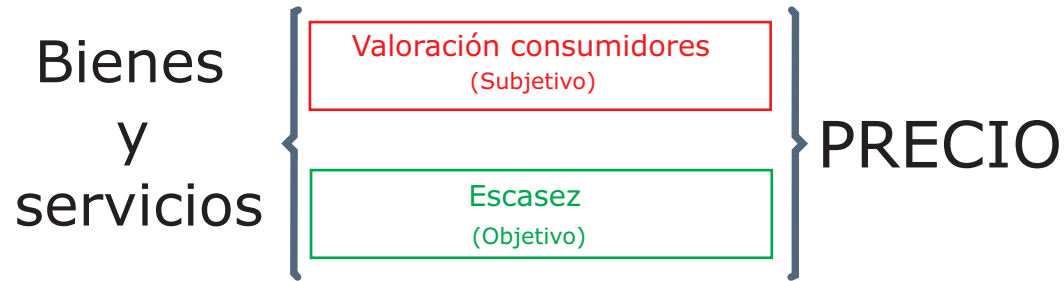 Bienes
y
servicios
Valoración consumidores
(Subjetivo)
Escasez
(Objetivo)
PRECIO